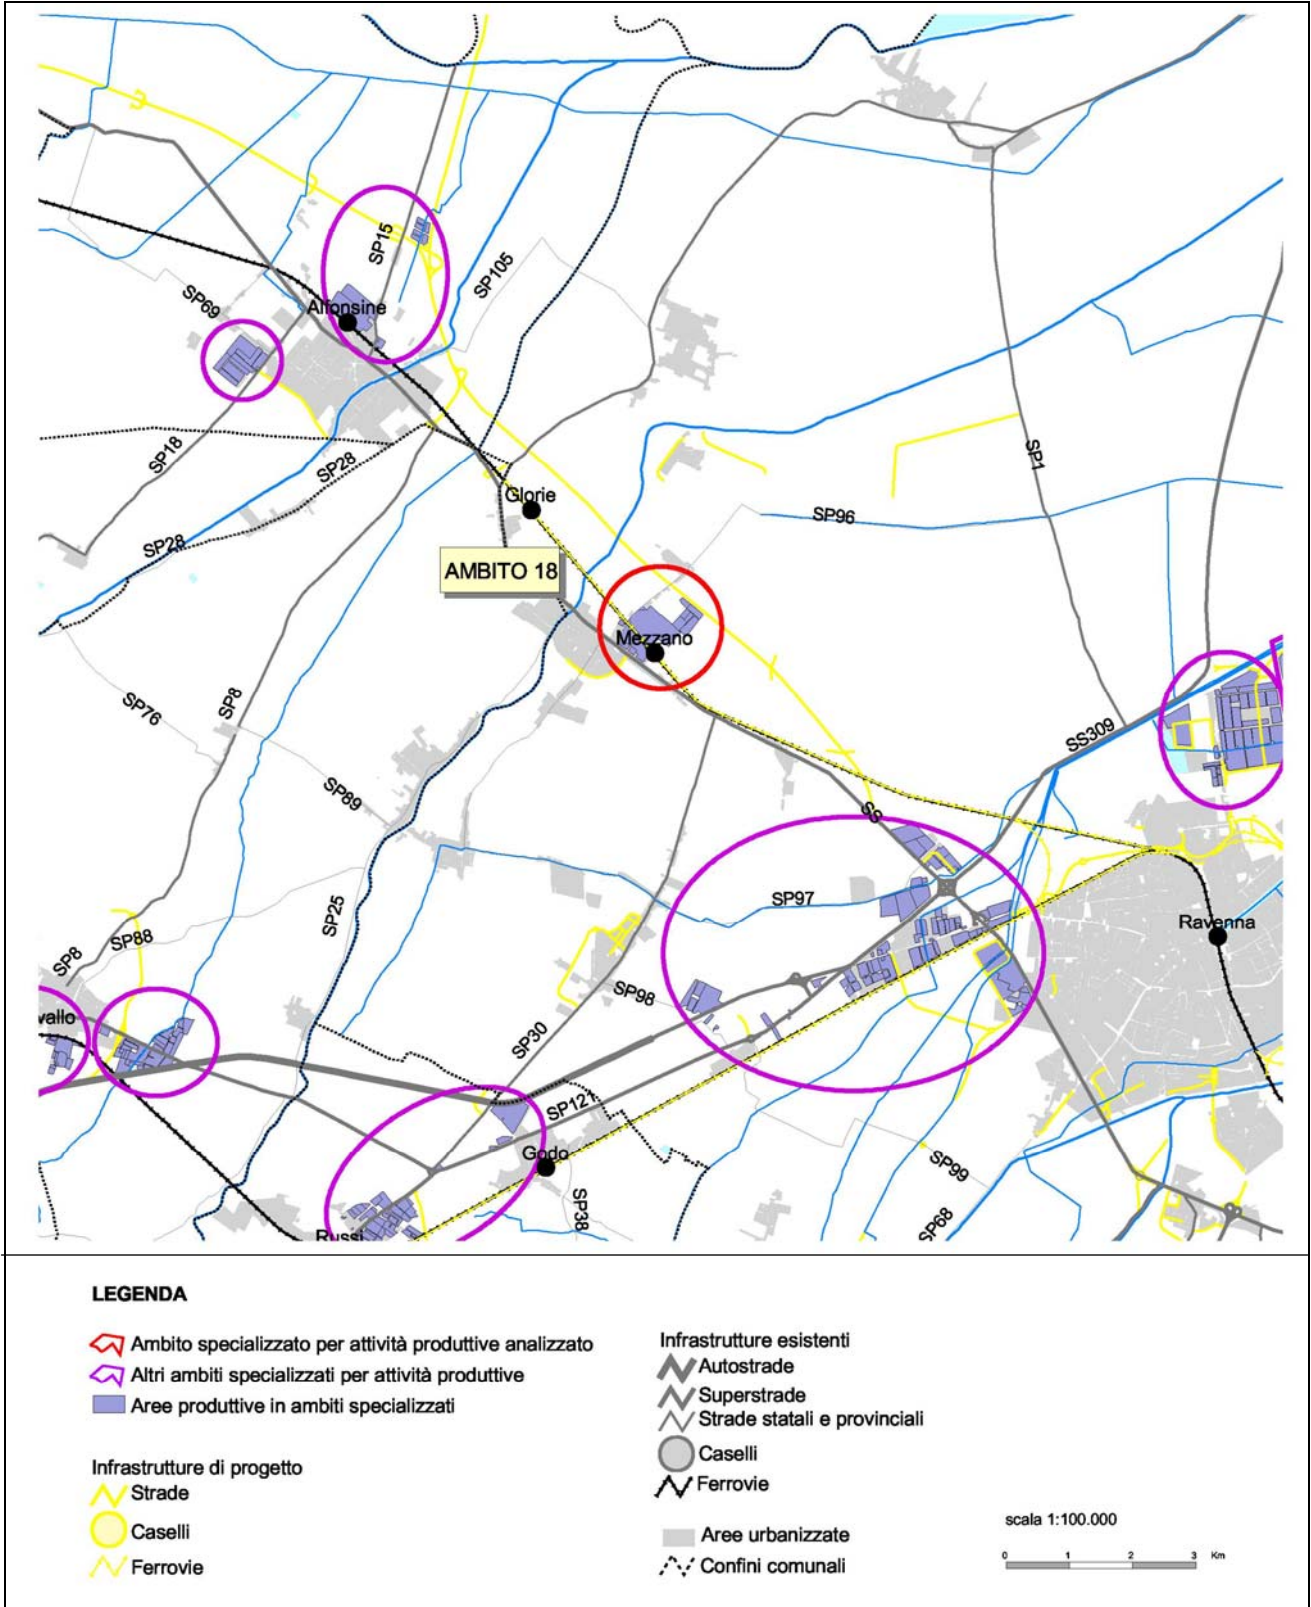 SP15
SP105
SP69
Alfonsine
SP18
SP28
SP1
Glorie
SP96
SP28
AMBITO 18
Mezzano
SP76
SP8
SS309
SP89
SS
SP97
SP25
Ravenna
SP88
SP8
SP98
vallo
SP30
SP121
Godo
SP99
SP38
SP68
Russi
LEGENDA
Ambito specializzato per attività produttive analizzato
Altri ambiti specializzati per attività produttive
Aree produttive in ambiti specializzati
Infrastrutture di progetto
Strade
Caselli
Ferrovie
Infrastrutture esistenti
Autostrade
Superstrade
Strade statali e provinciali
Caselli
Ferrovie
Aree urbanizzate
Confini comunali
scala 1:100.000
0 1 2 3 Km